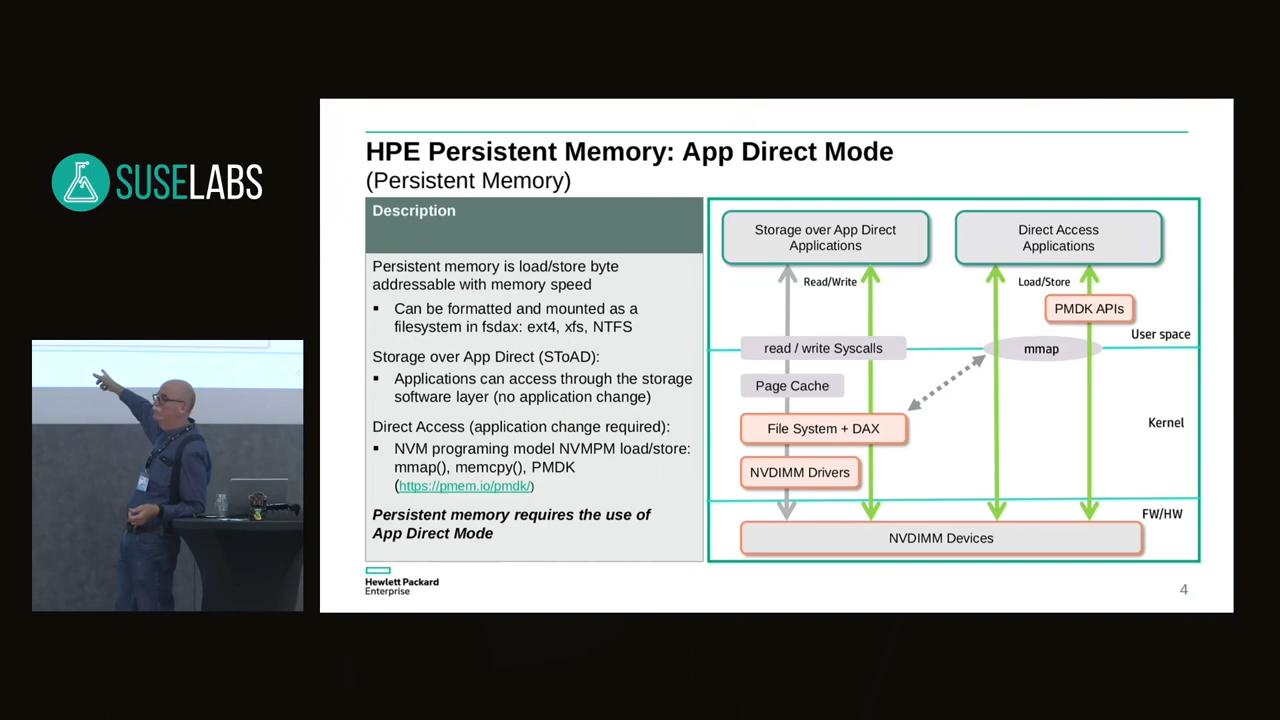 SUSELABS
HPE Persistent Memory: App Direct Mode
(Persistent Memory)
Description
Persistent memory is load/store byte
addressable with memory speed
▪ Can be formatted and mounted as a
filesystem in fsdax: ext4, xfs, NTFS
Storage over App Direct (SToAD):
▪ Applications can access through the storage
software layer (no application change)
Direct Access (application change required):
▪ NVM programing model NVMPM load/store:
mmap(), memcpy(), PMDK
(https://pmem.io/pmdk/)
Persistent memory requires the use of
App Direct Mode
Storage over App Direct
Applications
Direct Access
Applications
Read/Write
Load/Store
PMDK APIs
User space
read / write Syscalls
mmap
Page Cache
File System + DAX
Kernel
NVDIMM Drivers
FW/HW
NVDIMM Devices
Hewlett Packard
Enterprise
4